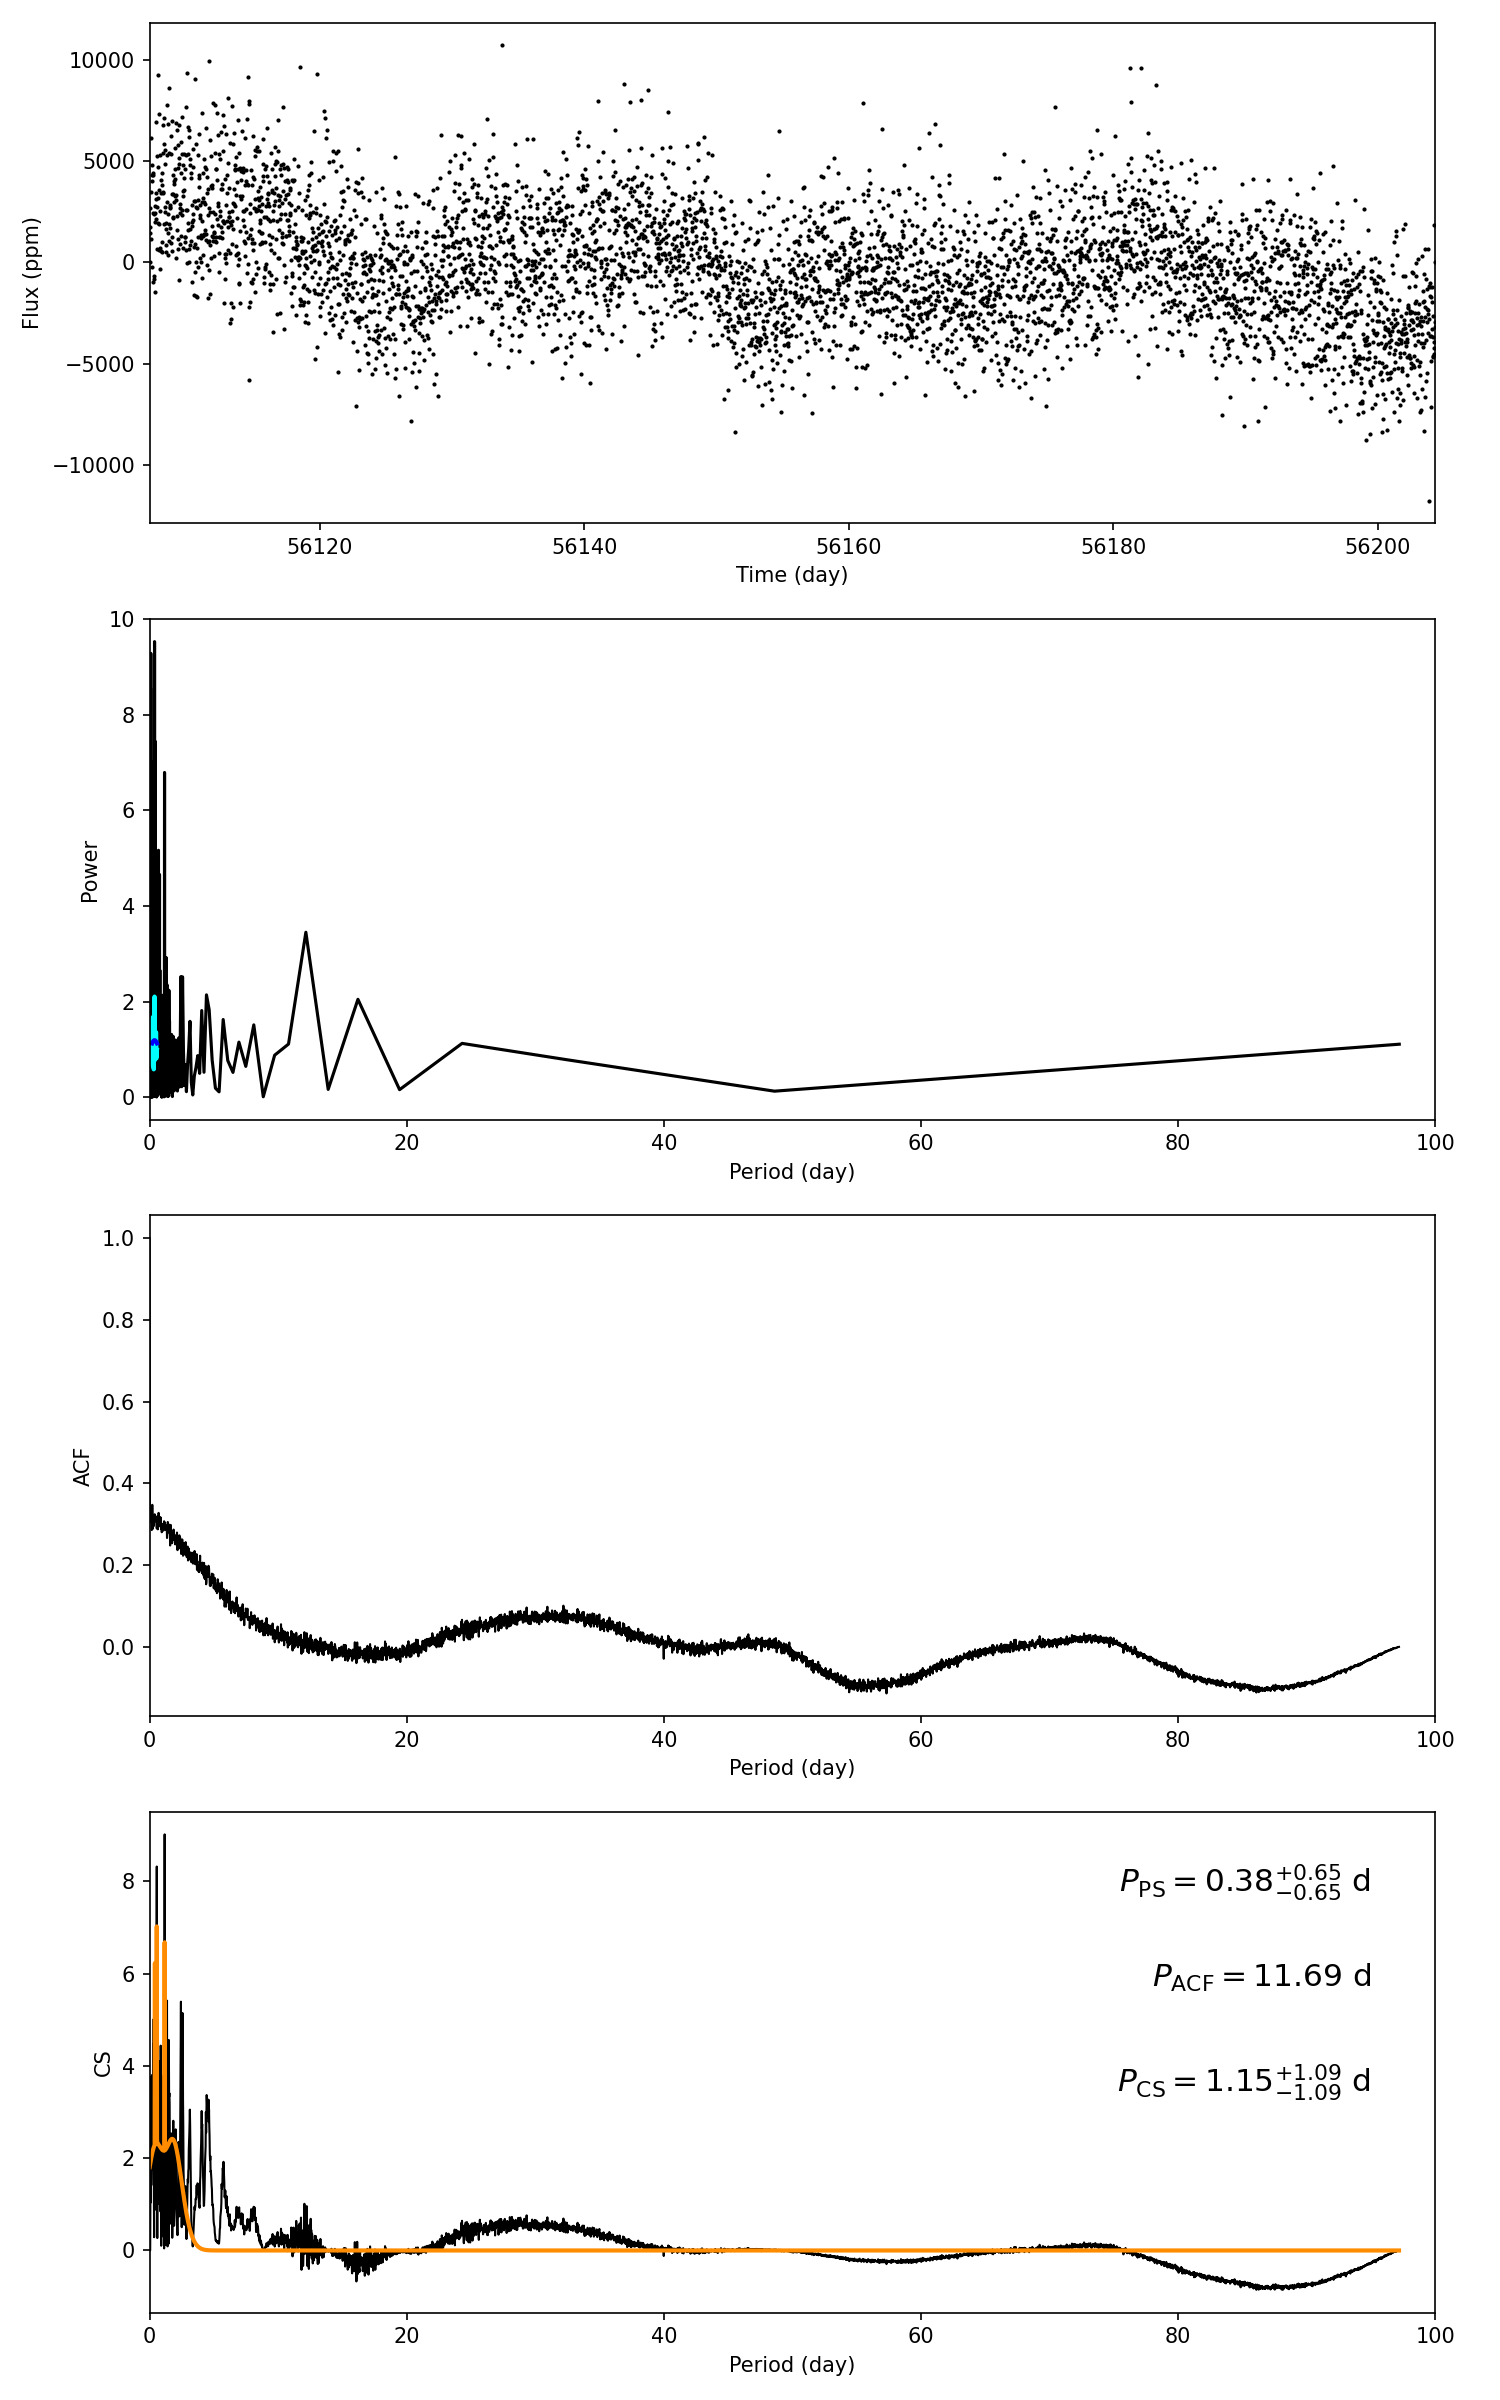 10000
5000
0
−5000
−10000
Flux (ppm)
56120 56140 56160 56180 56200
Time (day)
10
8
6
4
2
0
Power
0 20 40 60 80 100
Period (day)
1.0
0.8
0.6
0.4
0.2
0.0
ACF
0 20 40 60 80 100
Period (day)
8
6
4
2
0
CS
P_PS = 0.38 +0.65 −0.65 d
P_ACF = 11.69 d
P_CS = 1.15 +1.09 −1.09 d
0 20 40 60 80 100
Period (day)